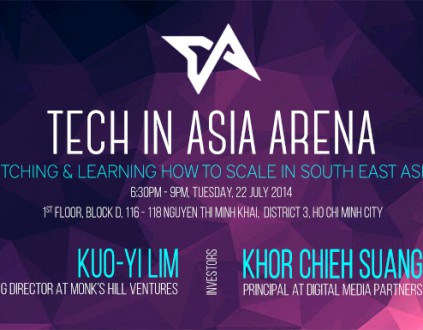 TECH IN ASIA ARENA
TCHING & LEARNING HOW TO SCALE IN SOUTH EAST AS
6:30PM - 9PM, TUESDAY, 22 JULY 2014
1ST FLOOR, BLOCK D, 116 - 118 NGUYEN THI MINH KHAI, DISTRICT 3, HO CHI MINH CITY
KUO-YI LIM
G DIRECTOR AT MONK'S HILL VENTURES
INVESTORS
KHOR CHIEH SUANG
PRINCIPAL AT DIGITAL MEDIA PARTNERS